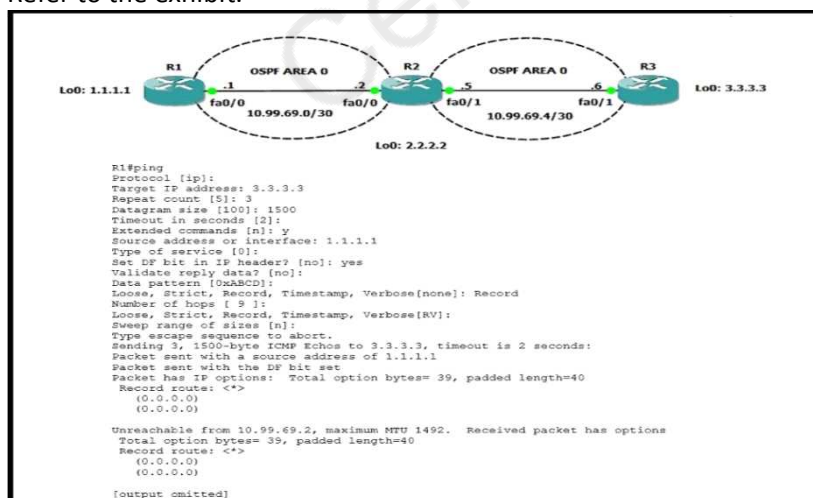 Refer to the exhibit.
R1
OSPF AREA 0
R2
OSPF AREA 0
R3
Lo0: 1.1.1.1
.1
.2
.5
.6
Lo0: 3.3.3.3
fa0/0
fa0/0
fa0/1
fa0/1
10.99.69.0/30
10.99.69.4/30
Lo0: 2.2.2.2
R1#ping
Protocol [ip]:
Target IP address: 3.3.3.3
Repeat count [5]: 3
Datagram size [100]: 1500
Timeout in seconds [2]:
Extended commands [n]: y
Source address or interface: 1.1.1.1
Type of service [0]:
Set DF bit in IP header? [no]: yes
Validate reply data? [no]:
Data pattern [0xABCD]:
Loose, Strict, Record, Timestamp, Verbose[none]: Record
Number of hops [ 9 ]:
Loose, Strict, Record, Timestamp, Verbose[RV]:
Sweep range of sizes [n]:
Type escape sequence to abort.
Sending 3, 1500-byte ICMP Echos to 3.3.3.3, timeout is 2 seconds:
Packet sent with a source address of 1.1.1.1
Packet sent with the DF bit set
Packet has IP options:  Total option bytes= 39, padded length=40
Record route: <*>
(0.0.0.0)
(0.0.0.0)
Unreachable from 10.99.69.2, maximum MTU 1492.  Received packet has options
Total option bytes= 39, padded length=40
Record route: <*>
(0.0.0.0)
(0.0.0.0)
[output omitted]